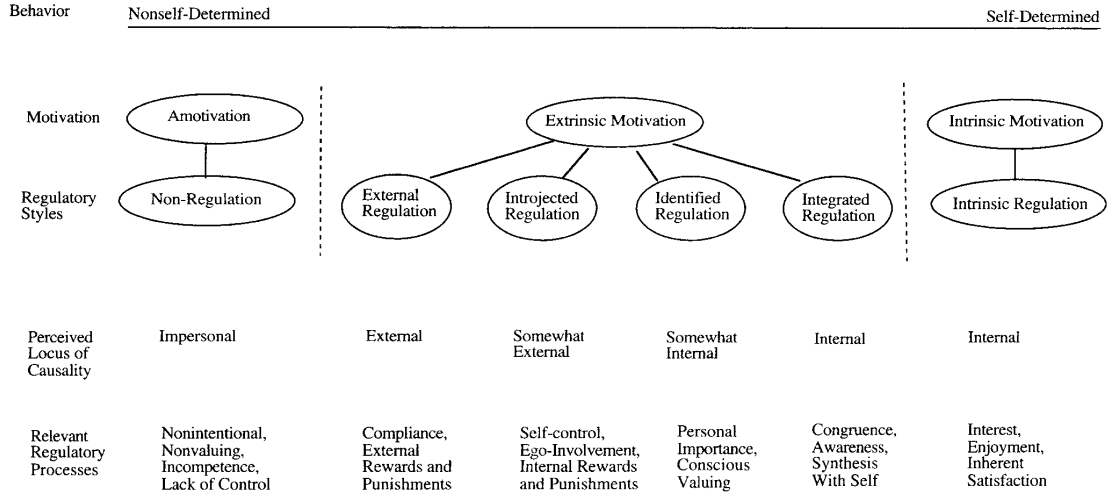 Behavior
Nonself-Determined
Self-Determined
Motivation
Amotivation
Extrinsic Motivation
Intrinsic Motivation
Regulatory
Styles
Non-Regulation
External
Regulation
Introjected
Regulation
Identified
Regulation
Integrated
Regulation
Intrinsic Regulation
Perceived
Locus of
Causality
Impersonal
External
Somewhat
External
Somewhat
Internal
Internal
Internal
Relevant
Regulatory
Processes
Nonintentional,
Nonvaluing,
Incompetence,
Lack of Control
Compliance,
External
Rewards and
Punishments
Self-control,
Ego-Involvement,
Internal Rewards
and Punishments
Personal
Importance,
Conscious
Valuing
Congruence,
Awareness,
Synthesis
With Self
Interest,
Enjoyment,
Inherent
Satisfaction